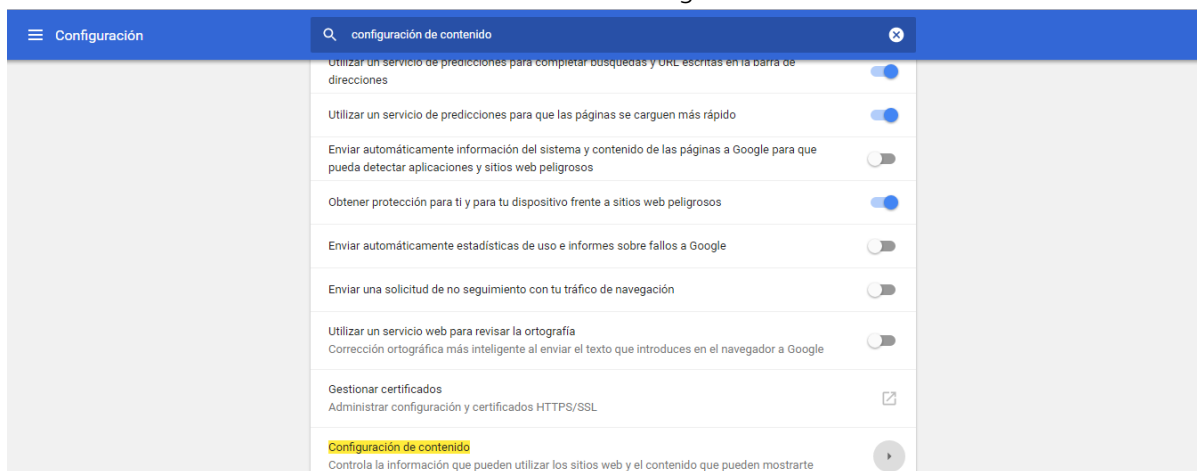 Configuración
configuración de contenido
Utilizar un servicio de predicciones para completar búsquedas y URL escritas en la barra de
direcciones
Utilizar un servicio de predicciones para que las páginas se carguen más rápido
Enviar automáticamente información del sistema y contenido de las páginas a Google para que
pueda detectar aplicaciones y sitios web peligrosos
Obtener protección para ti y para tu dispositivo frente a sitios web peligrosos
Enviar automáticamente estadísticas de uso e informes sobre fallos a Google
Enviar una solicitud de no seguimiento con tu tráfico de navegación
Utilizar un servicio web para revisar la ortografía
Corrección ortográfica más inteligente al enviar el texto que introduces en el navegador a Google
Gestionar certificados
Administrar configuración y certificados HTTPS/SSL
Configuración de contenido
Controla la información que pueden utilizar los sitios web y el contenido que pueden mostrarte